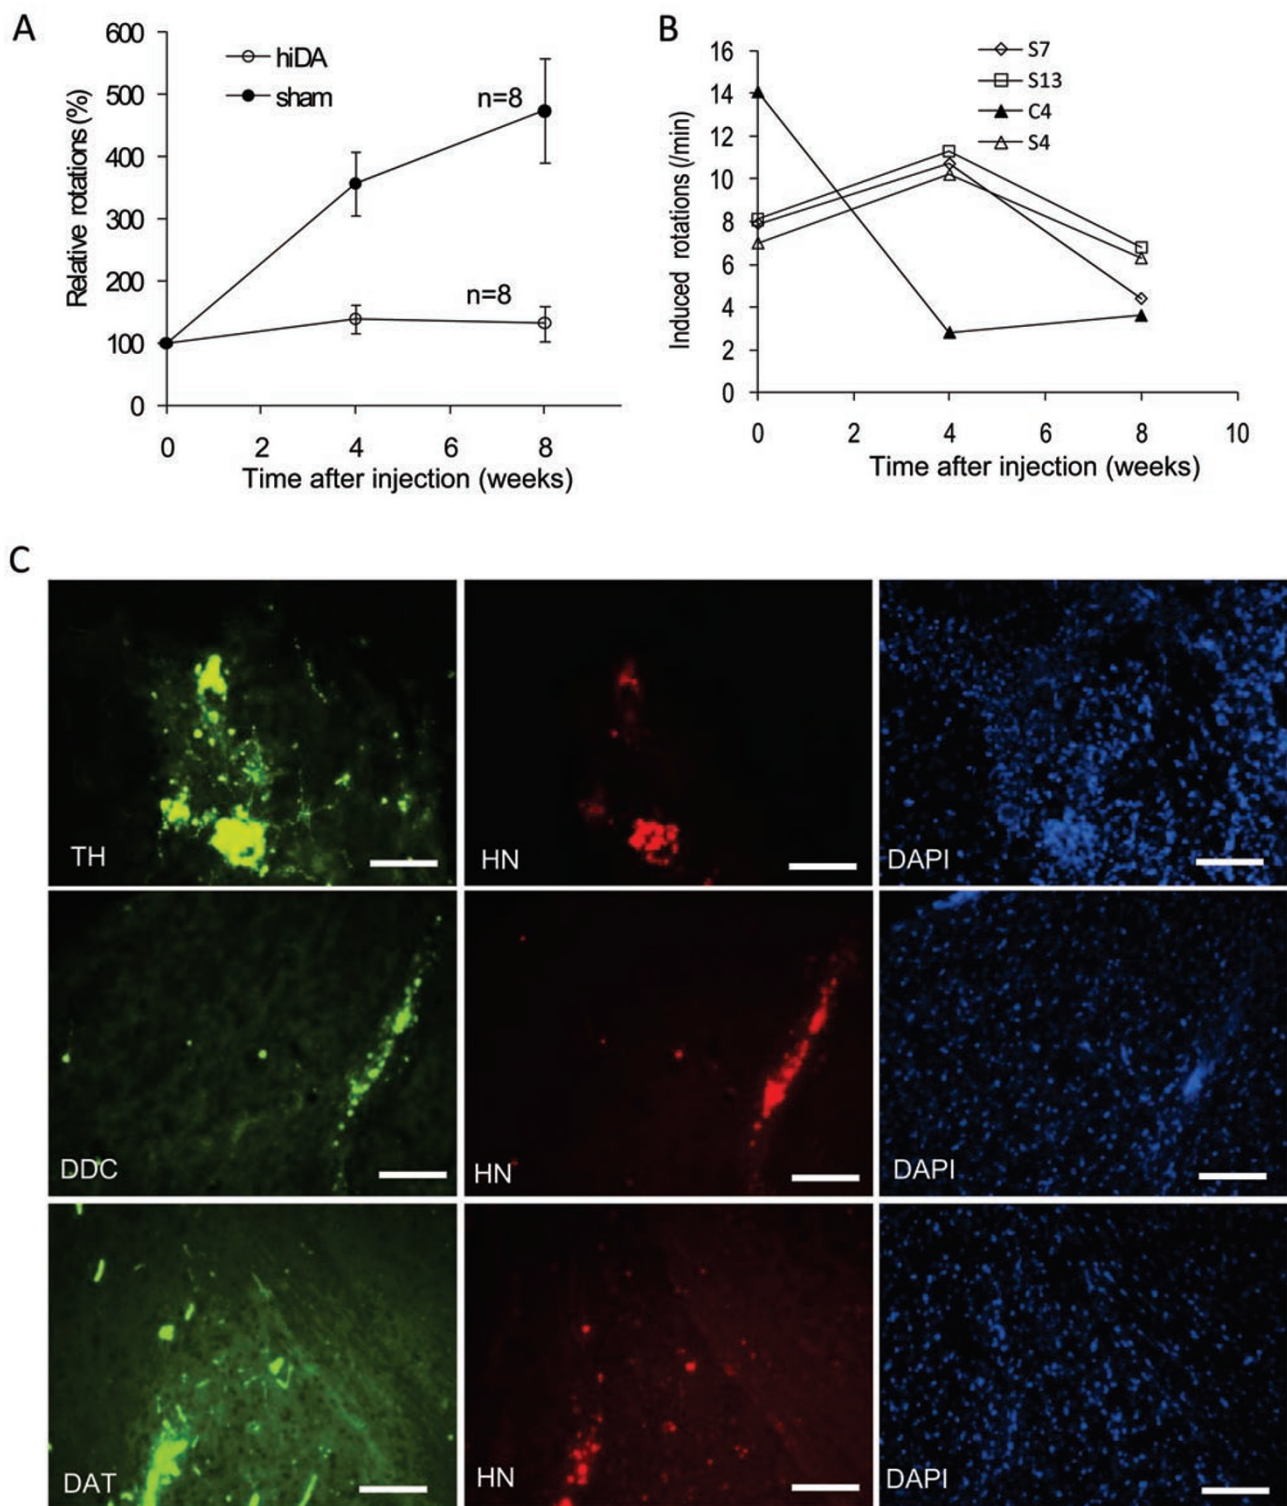 A
600
500
400
300
200
100
0
Relative rotations (%)
hiDA
sham
n=8
n=8
0 2 4 6 8
Time after injection (weeks)
B
16
14
12
10
8
6
4
2
0
Induced rotations (/min)
S7
S13
C4
S4
0 2 4 6 8 10
Time after injection (weeks)
C
TH HN DAPI
DDC HN DAPI
DAT HN DAPI